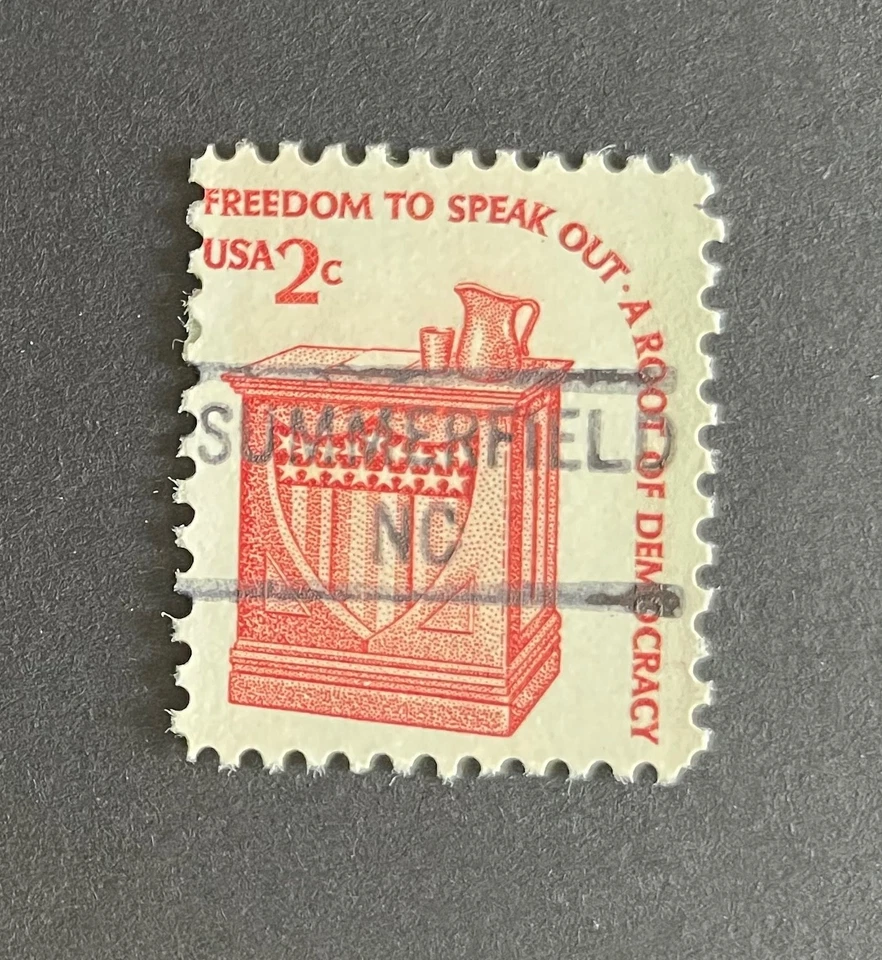 FREEDOM TO SPEAK OUT · A ROOT OF DEMOCRACY
USA 2c
SUMMERFIELD
NC